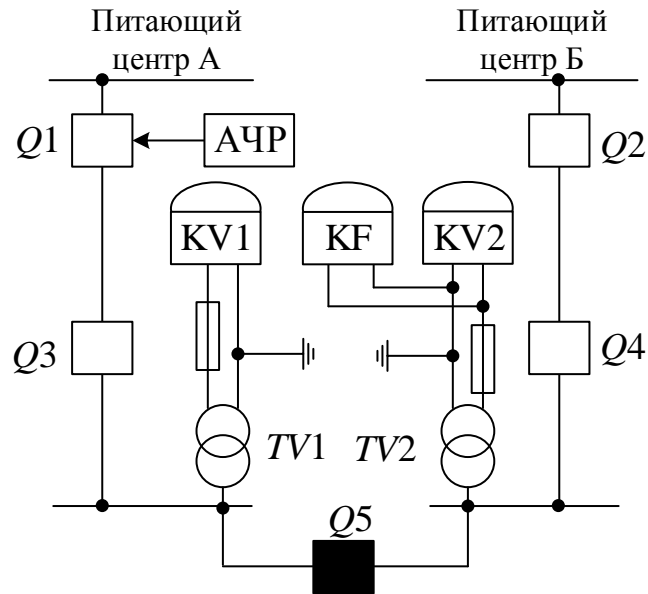 Питающий
центр А
Питающий
центр Б
Q1
АЧР
Q2
KV1
KF
KV2
Q3
Q4
TV1
TV2
Q5